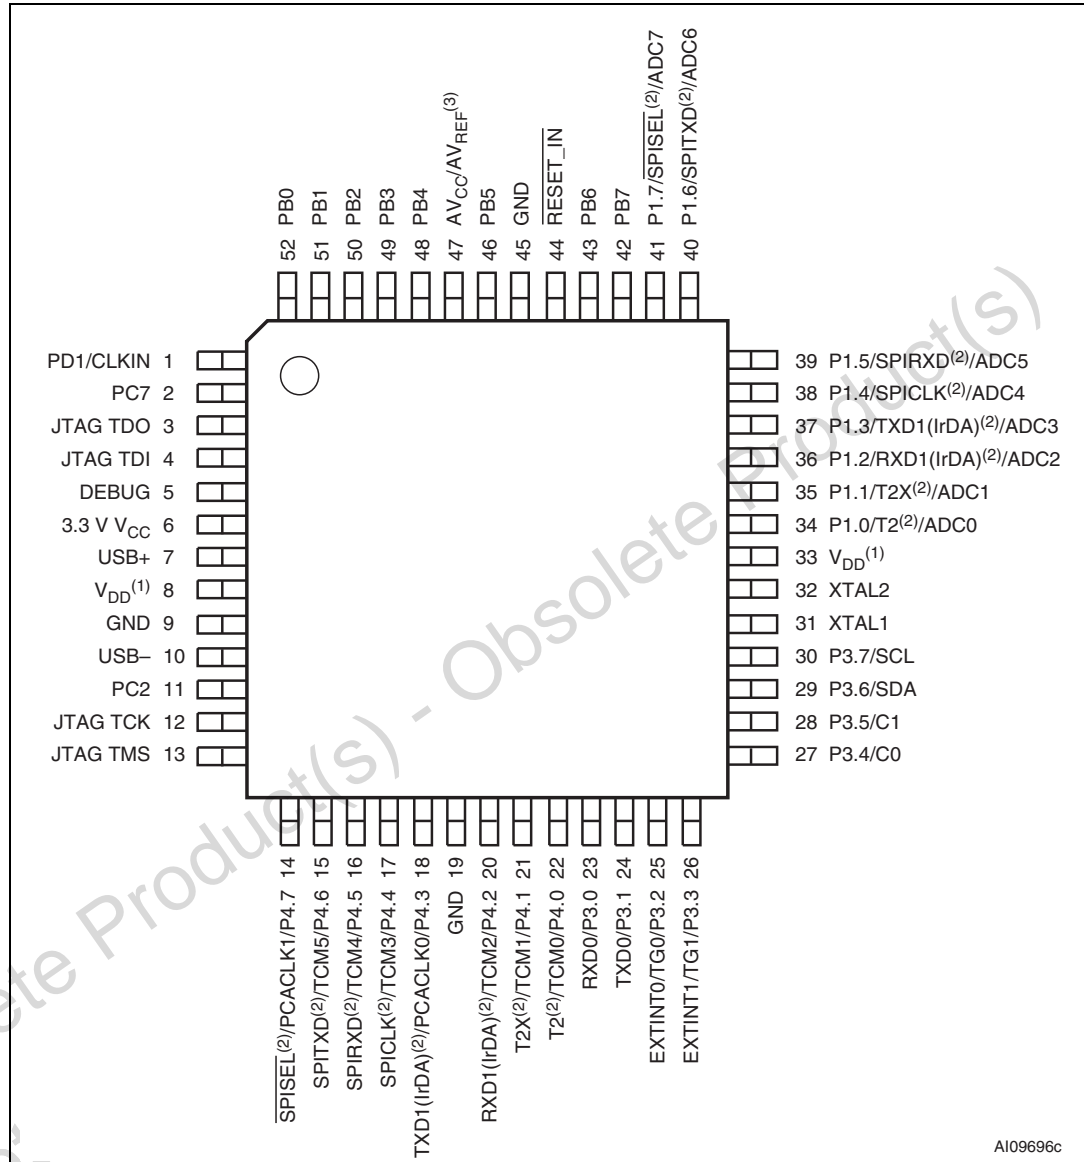 52 PB0
51 PB1
50 PB2
49 PB3
48 PB4
47 AVCC/AVREF(3)
46 PB5
45 GND
44 RESET_IN
43 PB6
42 PB7
41 P1.7/SPISEL(2)/ADC7
40 P1.6/SPITXD(2)/ADC6
PD1/CLKIN 1
PC7 2
JTAG TDO 3
JTAG TDI 4
DEBUG 5
3.3 V VCC 6
USB+ 7
VDD(1) 8
GND 9
USB– 10
PC2 11
JTAG TCK 12
JTAG TMS 13
39 P1.5/SPIRXD(2)/ADC5
38 P1.4/SPICLK(2)/ADC4
37 P1.3/TXD1(IrDA)(2)/ADC3
36 P1.2/RXD1(IrDA)(2)/ADC2
35 P1.1/T2X(2)/ADC1
34 P1.0/T2(2)/ADC0
33 VDD(1)
32 XTAL2
31 XTAL1
30 P3.7/SCL
29 P3.6/SDA
28 P3.5/C1
27 P3.4/C0
SPISEL(2)/PCACLK1/P4.7 14
SPITXD(2)/TCM5/P4.6 15
SPIRXD(2)/TCM4/P4.5 16
SPICLK(2)/TCM3/P4.4 17
TXD1(IrDA)(2)/PCACLK0/P4.3 18
GND 19
RXD1(IrDA)(2)/TCM2/P4.2 20
T2X(2)/TCM1/P4.1 21
T2(2)/TCM0/P4.0 22
RXD0/P3.0 23
TXD0/P3.1 24
EXTINT0/TG0/P3.2 25
EXTINT1/TG1/P3.3 26
ete Product(s) - Obsolete Product(s)
AI09696c